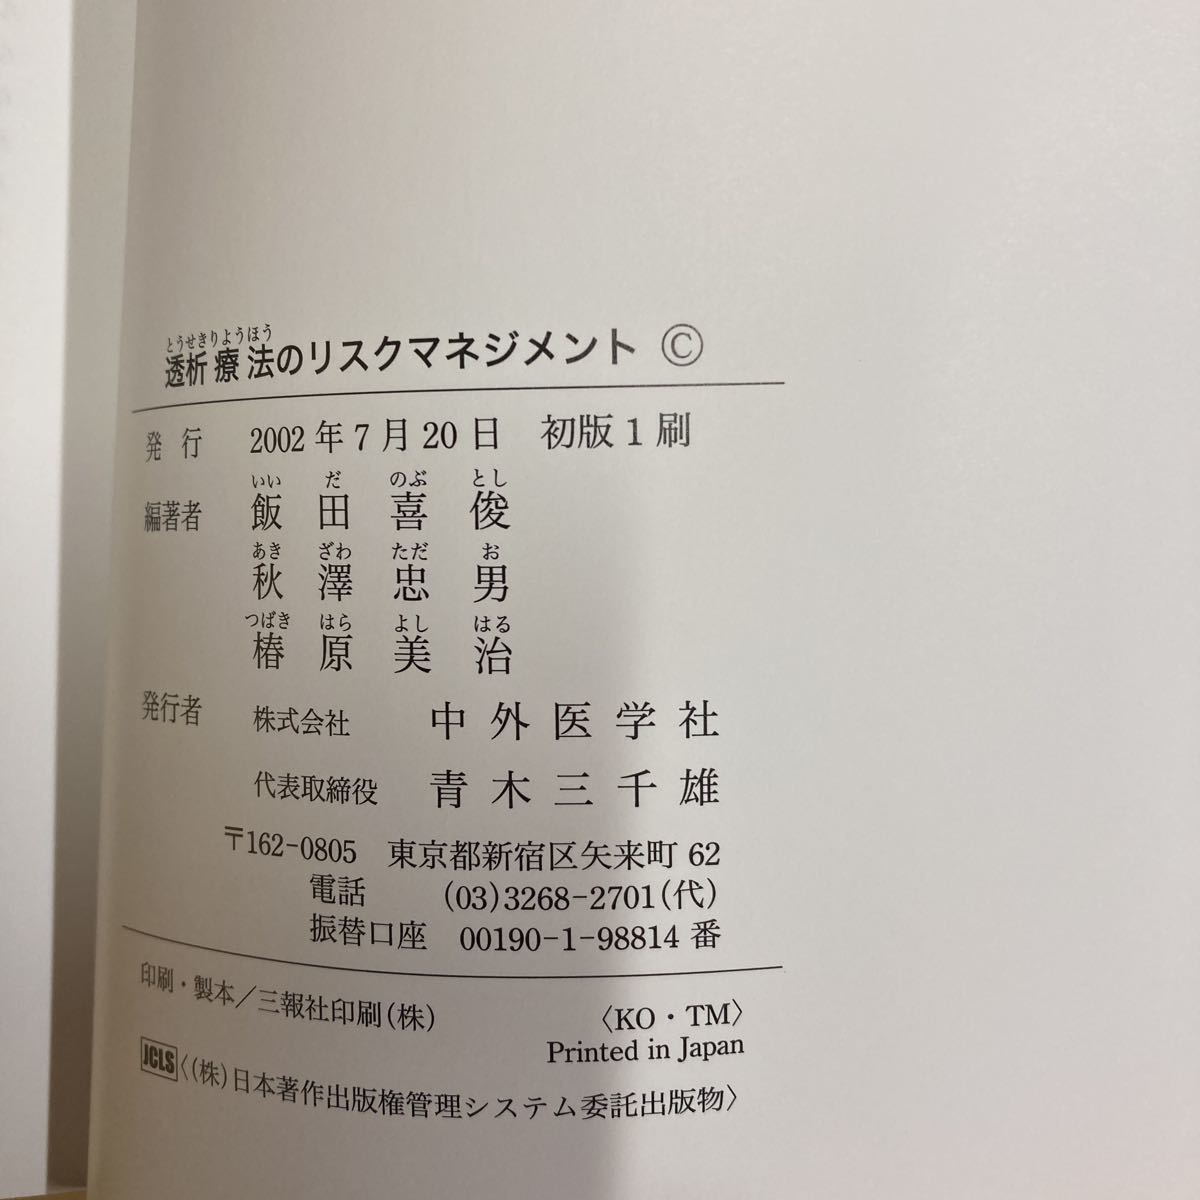 とうせきりようほう
透析療法のリスクマネジメント ©
発行 2002年7月20日 初版1刷
いい だ のぶ とし
編著者 飯田喜俊
あき ざわ ただ お
秋澤忠男
つばき はら よし はる
椿原美治
発行者 株式会社 中外医学社
代表取締役 青木三千雄
〒162-0805 東京都新宿区矢来町62
電話 (03)3268-2701(代)
振替口座 00190-1-98814番
印刷・製本/三報社印刷(株) 〈KO・TM〉
Printed in Japan
JCLS 〈(株)日本著作出版権管理システム委託出版物〉